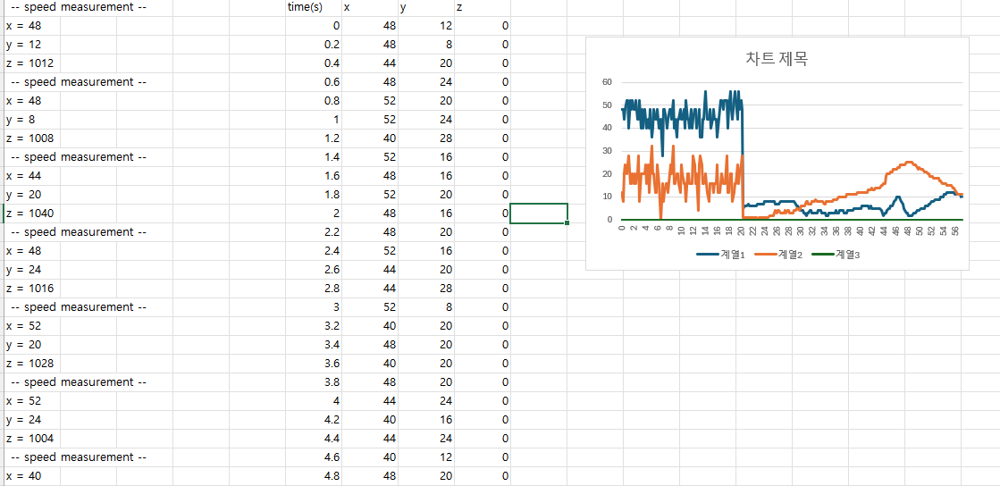 -- speed measurement -- time(s) x y z
x = 48 0 48 12 0
y = 12 0.2 48 8 0
z = 1012 0.4 44 20 0
-- speed measurement -- 0.6 48 24 0
x = 48 0.8 52 20 0
y = 8 1 52 24 0
z = 1008 1.2 40 28 0
-- speed measurement -- 1.4 52 16 0
x = 44 1.6 48 16 0
y = 20 1.8 52 20 0
z = 1040 2 48 16 0
-- speed measurement -- 2.2 48 20 0
x = 48 2.4 52 16 0
y = 24 2.6 44 20 0
z = 1016 2.8 44 28 0
-- speed measurement -- 3 52 8 0
x = 52 3.2 40 20 0
y = 20 3.4 48 20 0
z = 1028 3.6 40 20 0
-- speed measurement -- 3.8 48 20 0
x = 52 4 44 24 0
y = 24 4.2 40 16 0
z = 1004 4.4 44 24 0
-- speed measurement -- 4.6 40 12 0
x = 40 4.8 48 20 0
차트 제목
60
50
40
30
20
10
0
0 2 4 6 8 10 12 14 16 18 20 22 24 26 28 30 32 34 36 38 40 42 44 46 48 50 52 54 56
계열1 계열2 계열3